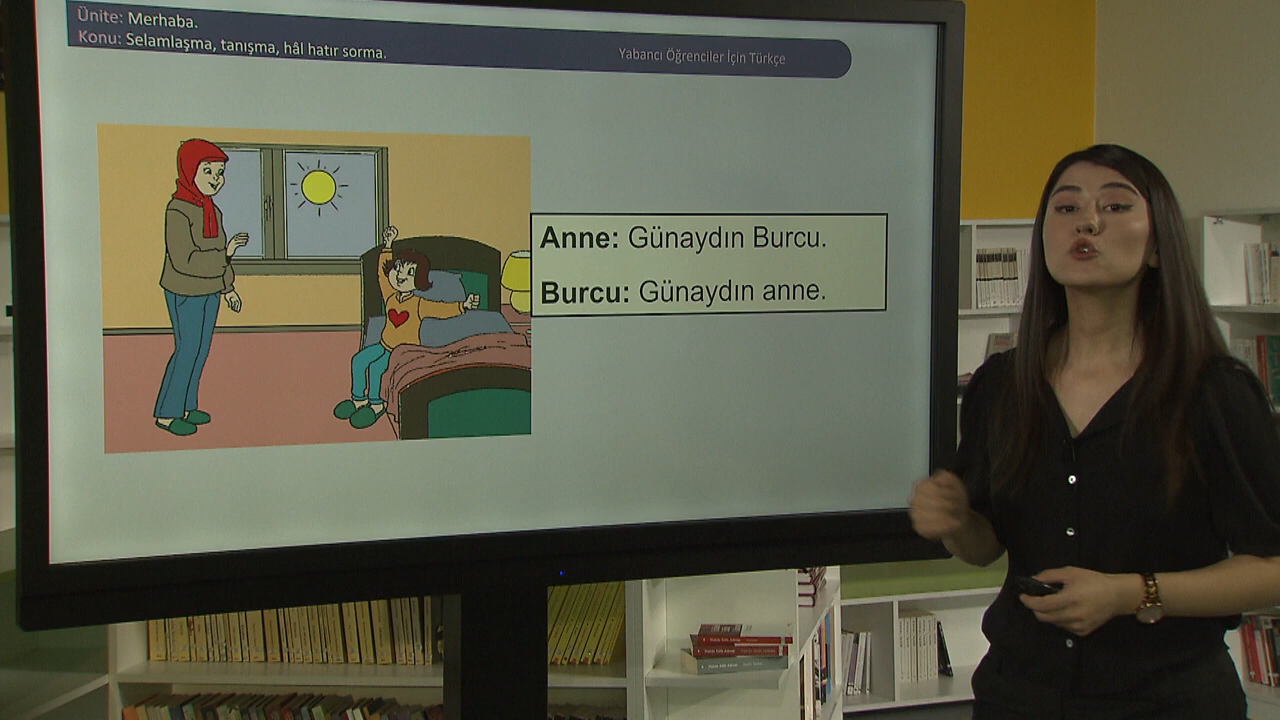 Ünite: Merhaba.
Konu: Selamlaşma, tanışma, hâl hatır sorma.
Yabancı Öğrenciler İçin Türkçe
Anne: Günaydın Burcu.
Burcu: Günaydın anne.